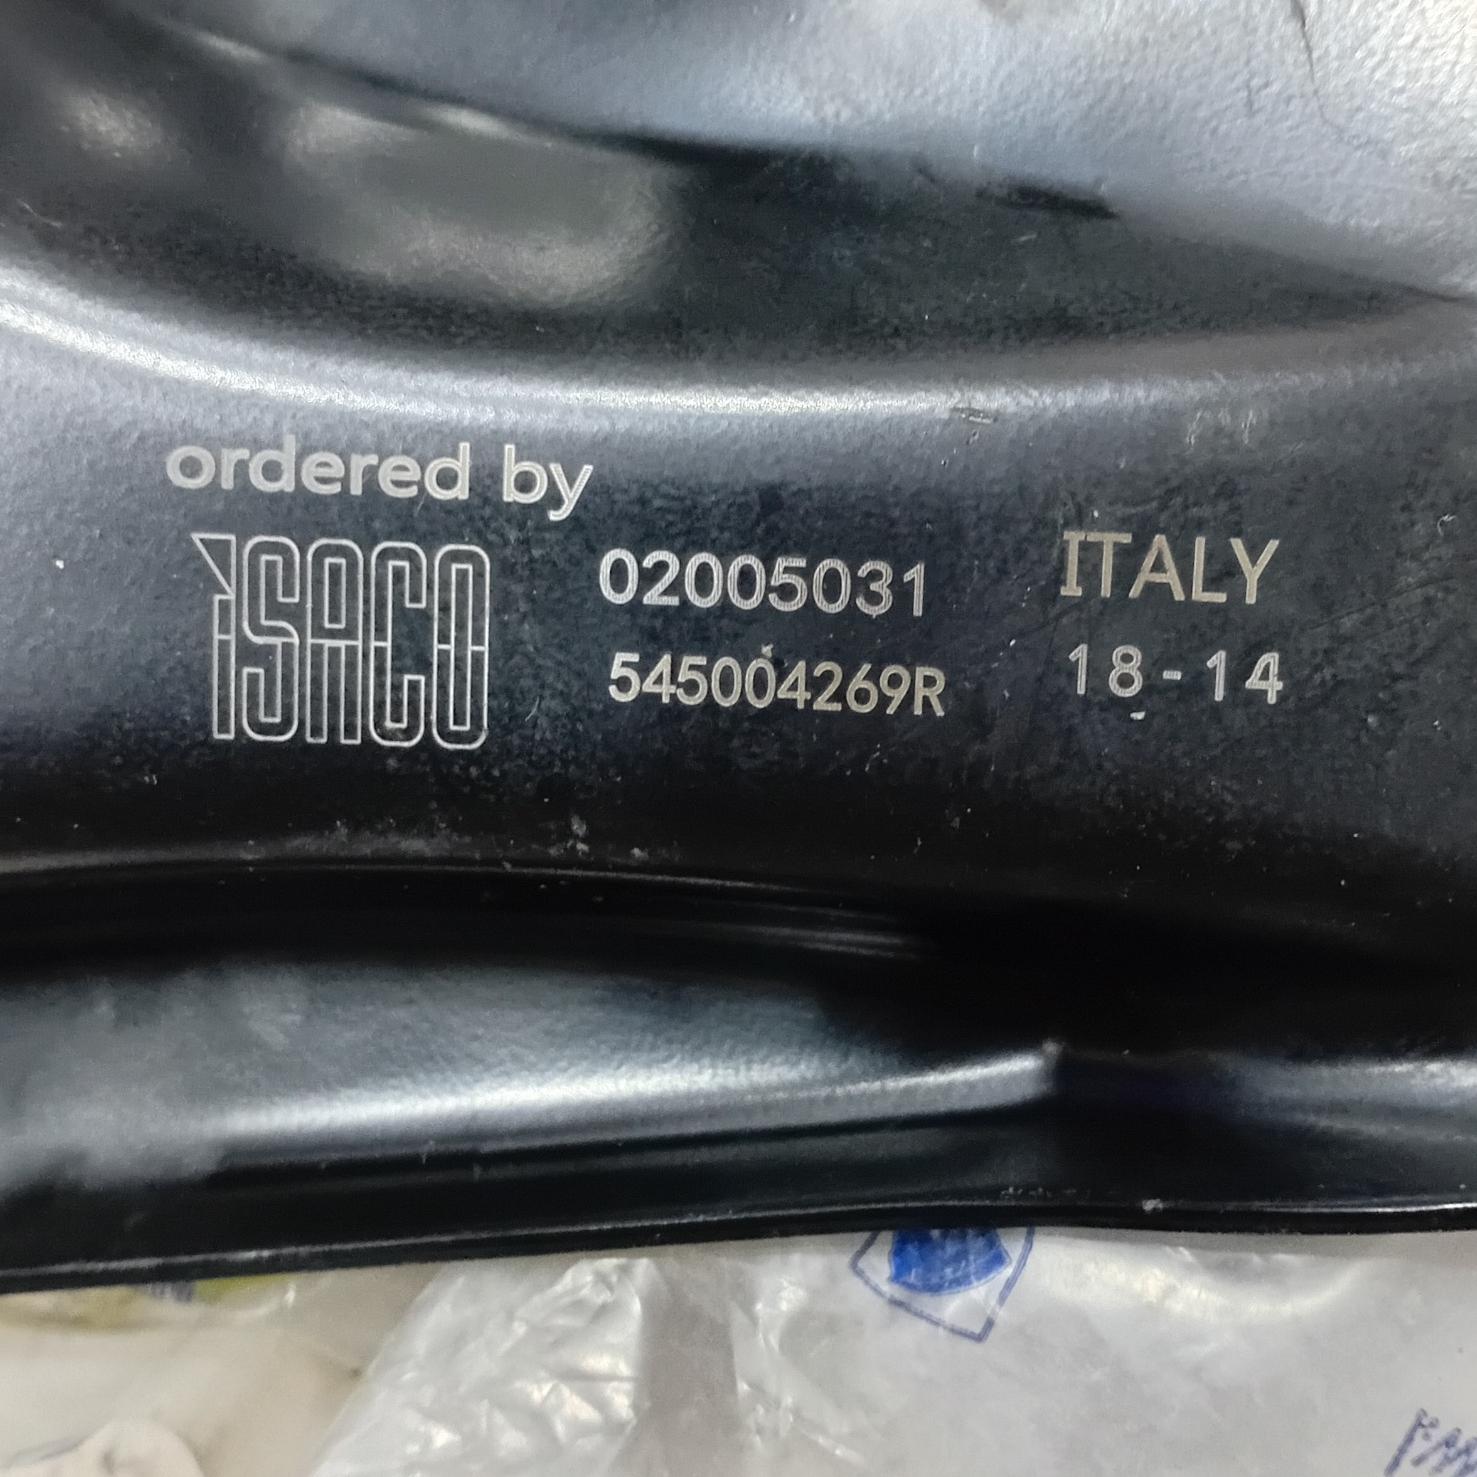 ordered by
ISACO
02005031
545004269R
ITALY
18-14